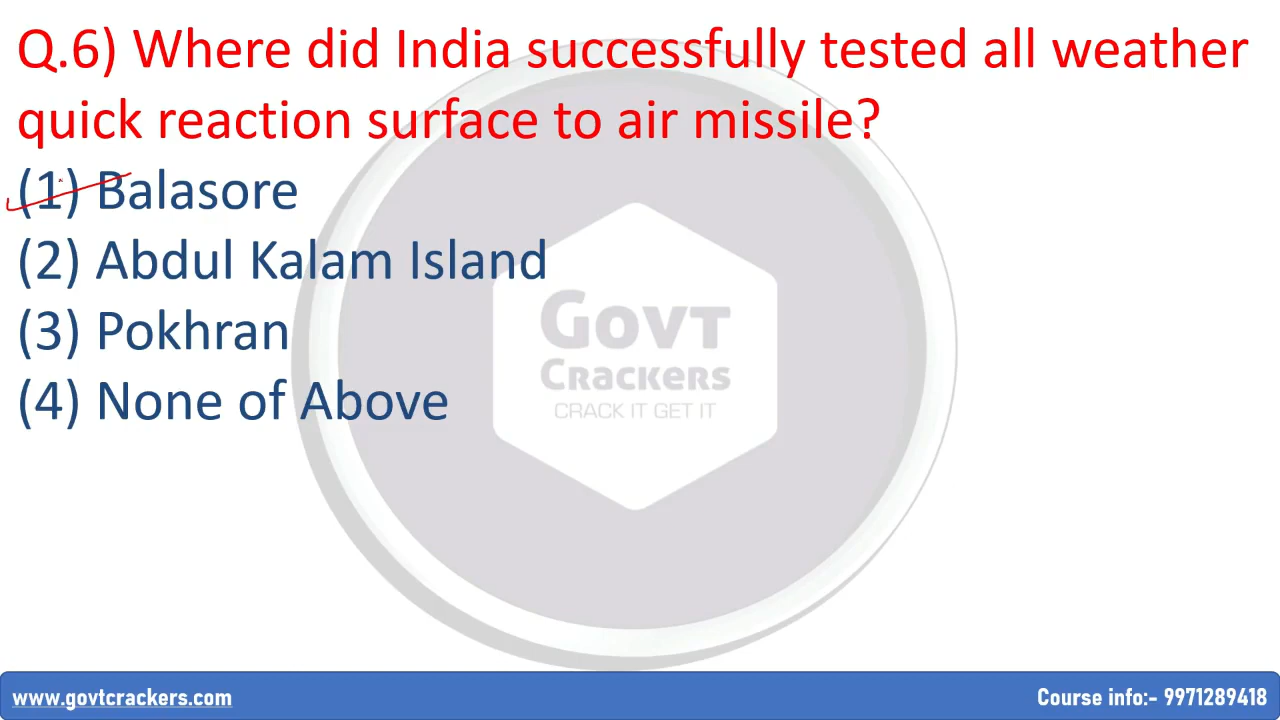 Q.6) Where did India successfully tested all weather
quick reaction surface to air missile?
(1) Balasore
(2) Abdul Kalam Island
(3) Pokhran
(4) None of Above
GOVT
CRACKERS
CRACK IT GET IT
www.govtcrackers.com
Course info:- 9971289418